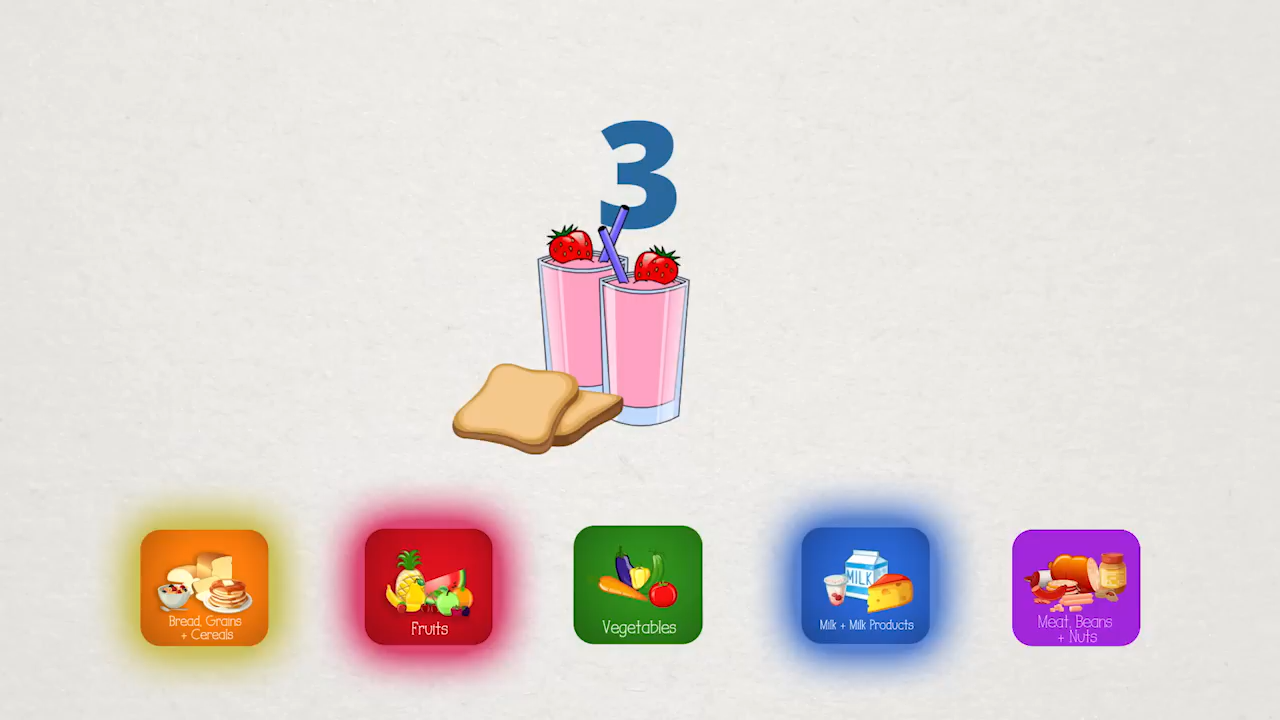 3
MILK
Bread, Grains
+ Cereals
Fruits
Vegetables
Milk + Milk Products
Meat, Beans
+ Nuts